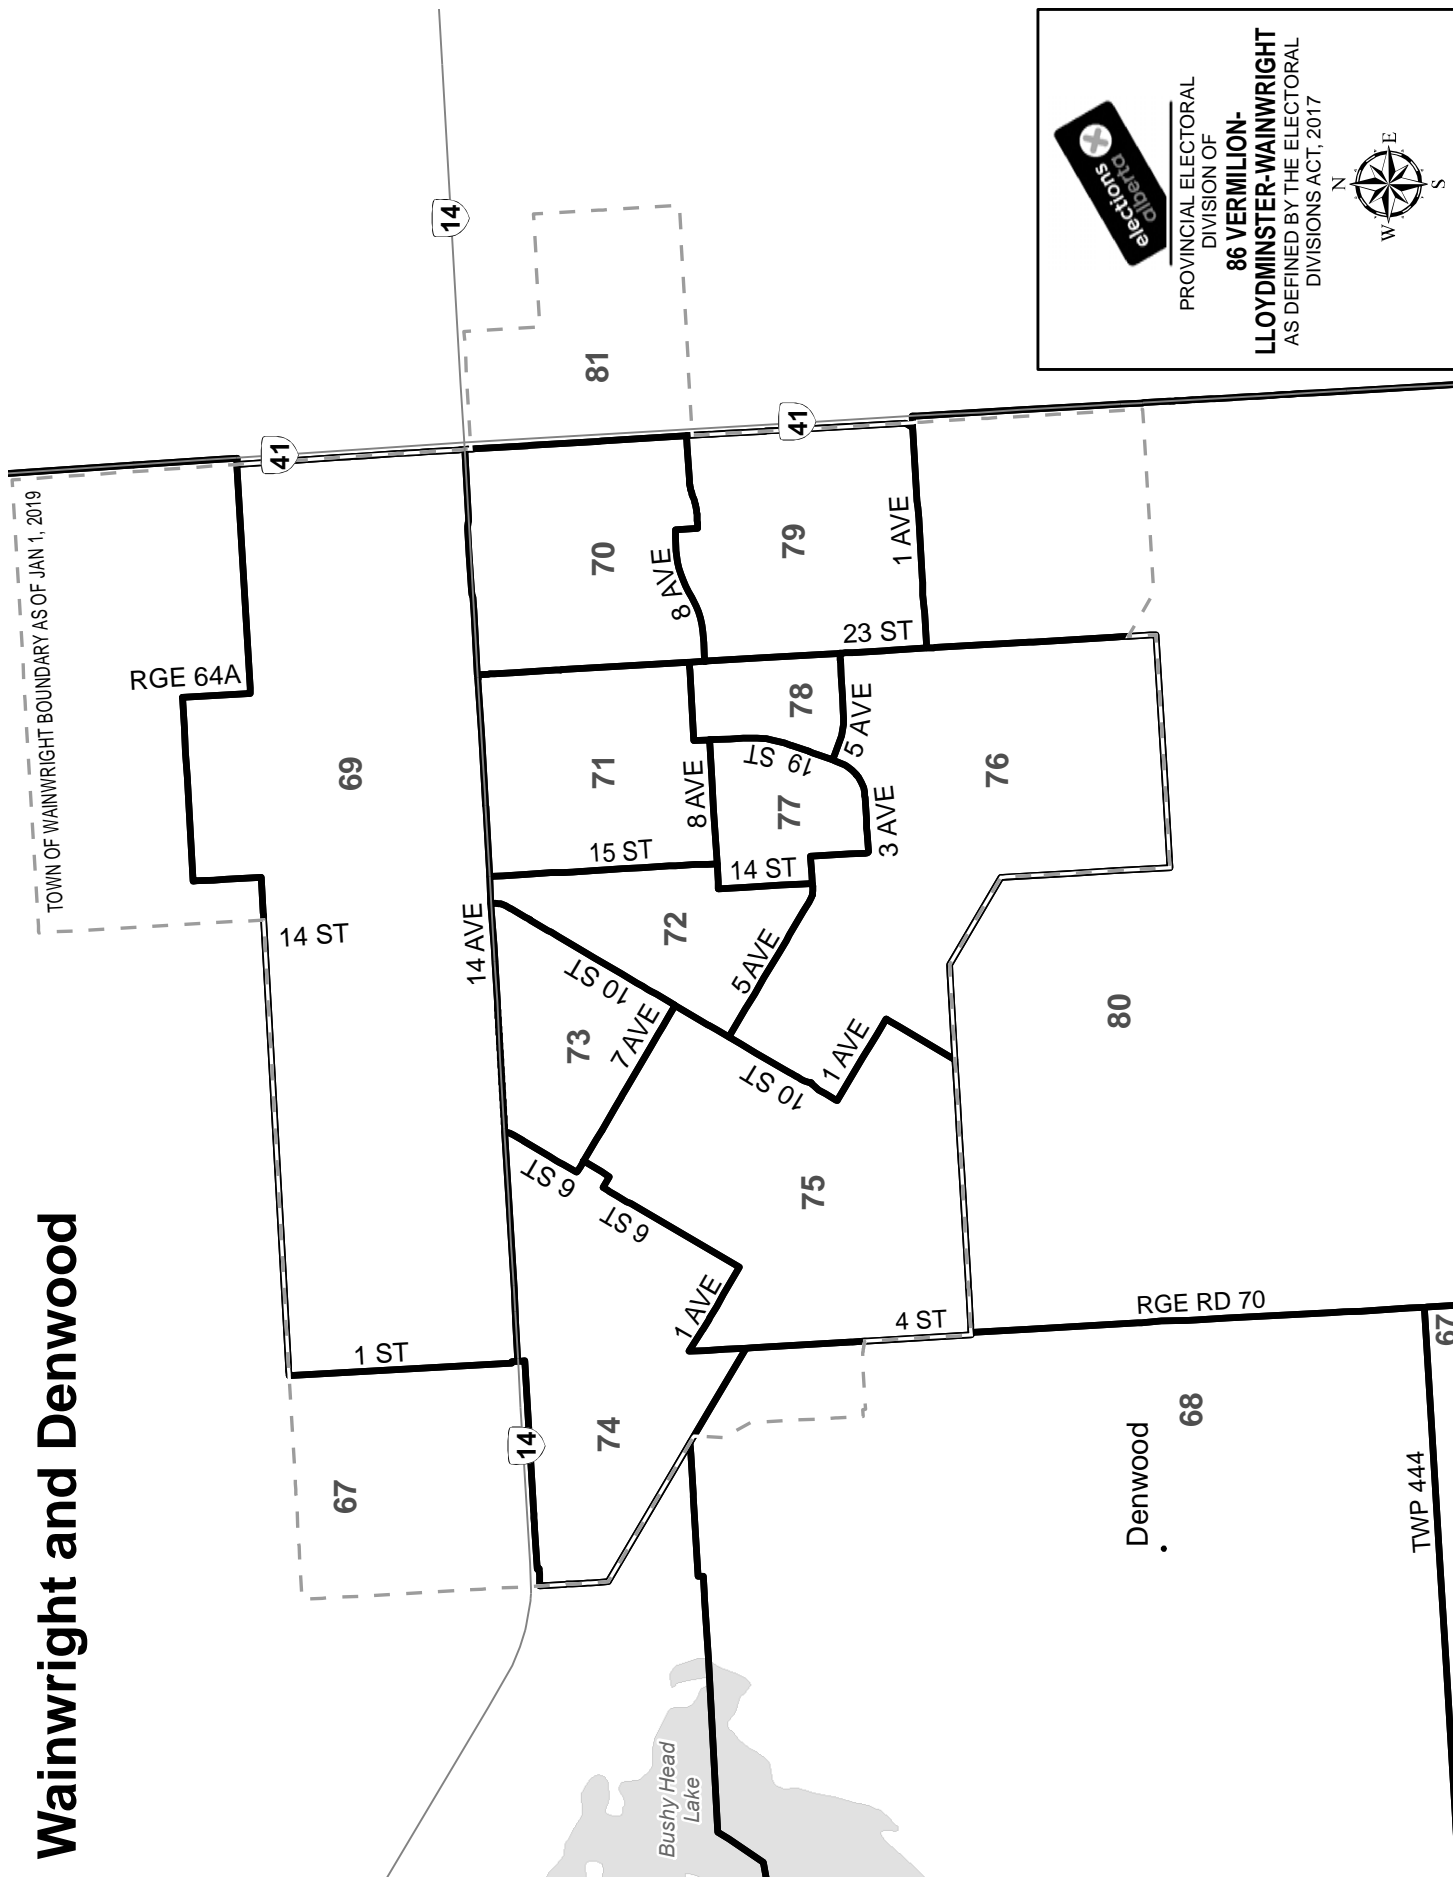 Wainwright and Denwood
TOWN OF WAINWRIGHT BOUNDARY AS OF JAN 1, 2019
RGE 64A
14 ST
1 ST
67
69
14
41
14 AVE
14
81
70
71
72
73
74
15 ST
8 AVE
8 AVE
10 ST
7 AVE
6 ST
6 ST
1 AVE
41
79
1 AVE
23 ST
78
19 ST
77
5 AVE
3 AVE
14 ST
5 AVE
76
10 ST
1 AVE
75
4 ST
80
RGE RD 70
67
68
Denwood
TWP 444
Bushy Head
Lake
elections
alberta
PROVINCIAL ELECTORAL
DIVISION OF
86 VERMILION-
LLOYDMINSTER-WAINWRIGHT
AS DEFINED BY THE ELECTORAL
DIVISIONS ACT, 2017
N
W
E
S